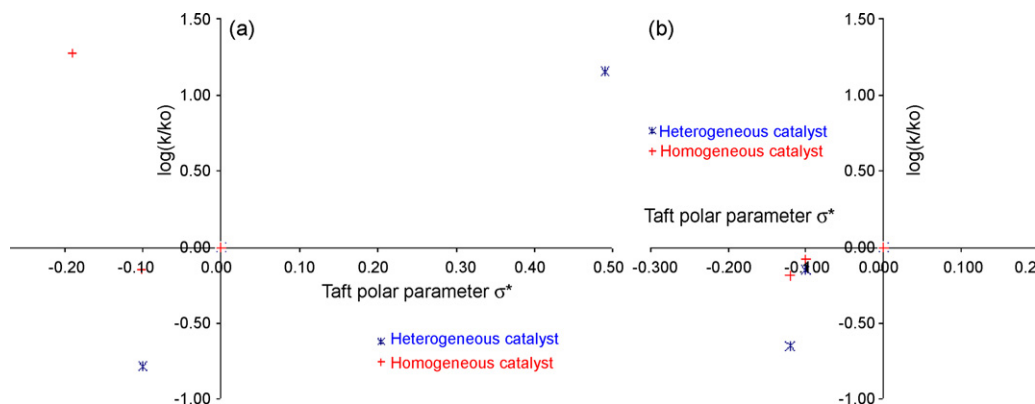 (a)
1.50
1.00
0.50
0.00
-0.50
-1.00
log(k/ko)
-0.20
-0.10
0.00
0.10
0.20
0.30
0.40
0.50
Taft polar parameter σ*
Heterogeneous catalyst
Homogeneous catalyst
(b)
1.50
1.00
0.50
0.00
-0.50
-1.00
log(k/ko)
Heterogeneous catalyst
Homogeneous catalyst
Taft polar parameter σ*
-0.300
-0.200
-0.100
0.000
0.100